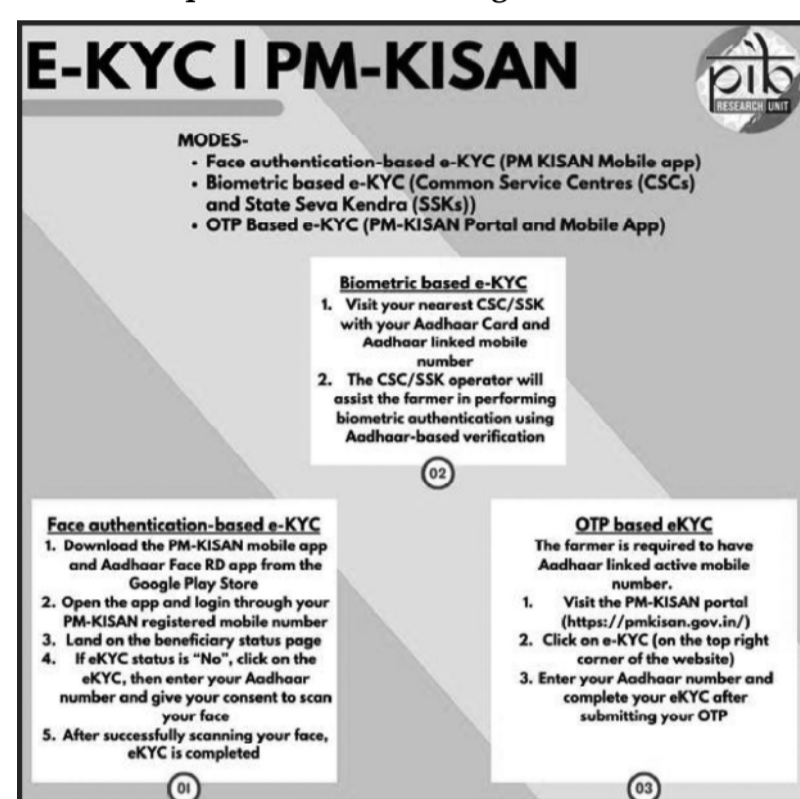 E-KYC | PM-KISAN
pib
RESEARCH UNIT
MODES-
• Face authentication-based e-KYC (PM KISAN Mobile app)
• Biometric based e-KYC (Common Service Centres (CSCs)
and State Seva Kendra (SSKs))
• OTP Based e-KYC (PM-KISAN Portal and Mobile App)
Biometric based e-KYC
1. Visit your nearest CSC/SSK
with your Aadhaar Card and
Aadhaar linked mobile
number
2. The CSC/SSK operator will
assist the farmer in performing
biometric authentication using
Aadhaar-based verification
02
Face authentication-based e-KYC
1. Download the PM-KISAN mobile app
and Aadhaar Face RD app from the
Google Play Store
2. Open the app and login through your
PM-KISAN registered mobile number
3. Land on the beneficiary status page
4. If eKYC status is “No”, click on the
eKYC, then enter your Aadhaar
number and give your consent to scan
your face
5. After successfully scanning your face,
eKYC is completed
01
OTP based eKYC
The farmer is required to have
Aadhaar linked active mobile
number.
1. Visit the PM-KISAN portal
(https://pmkisan.gov.in/)
2. Click on e-KYC (on the top right
corner of the website)
3. Enter your Aadhaar number and
complete your eKYC after
submitting your OTP
03